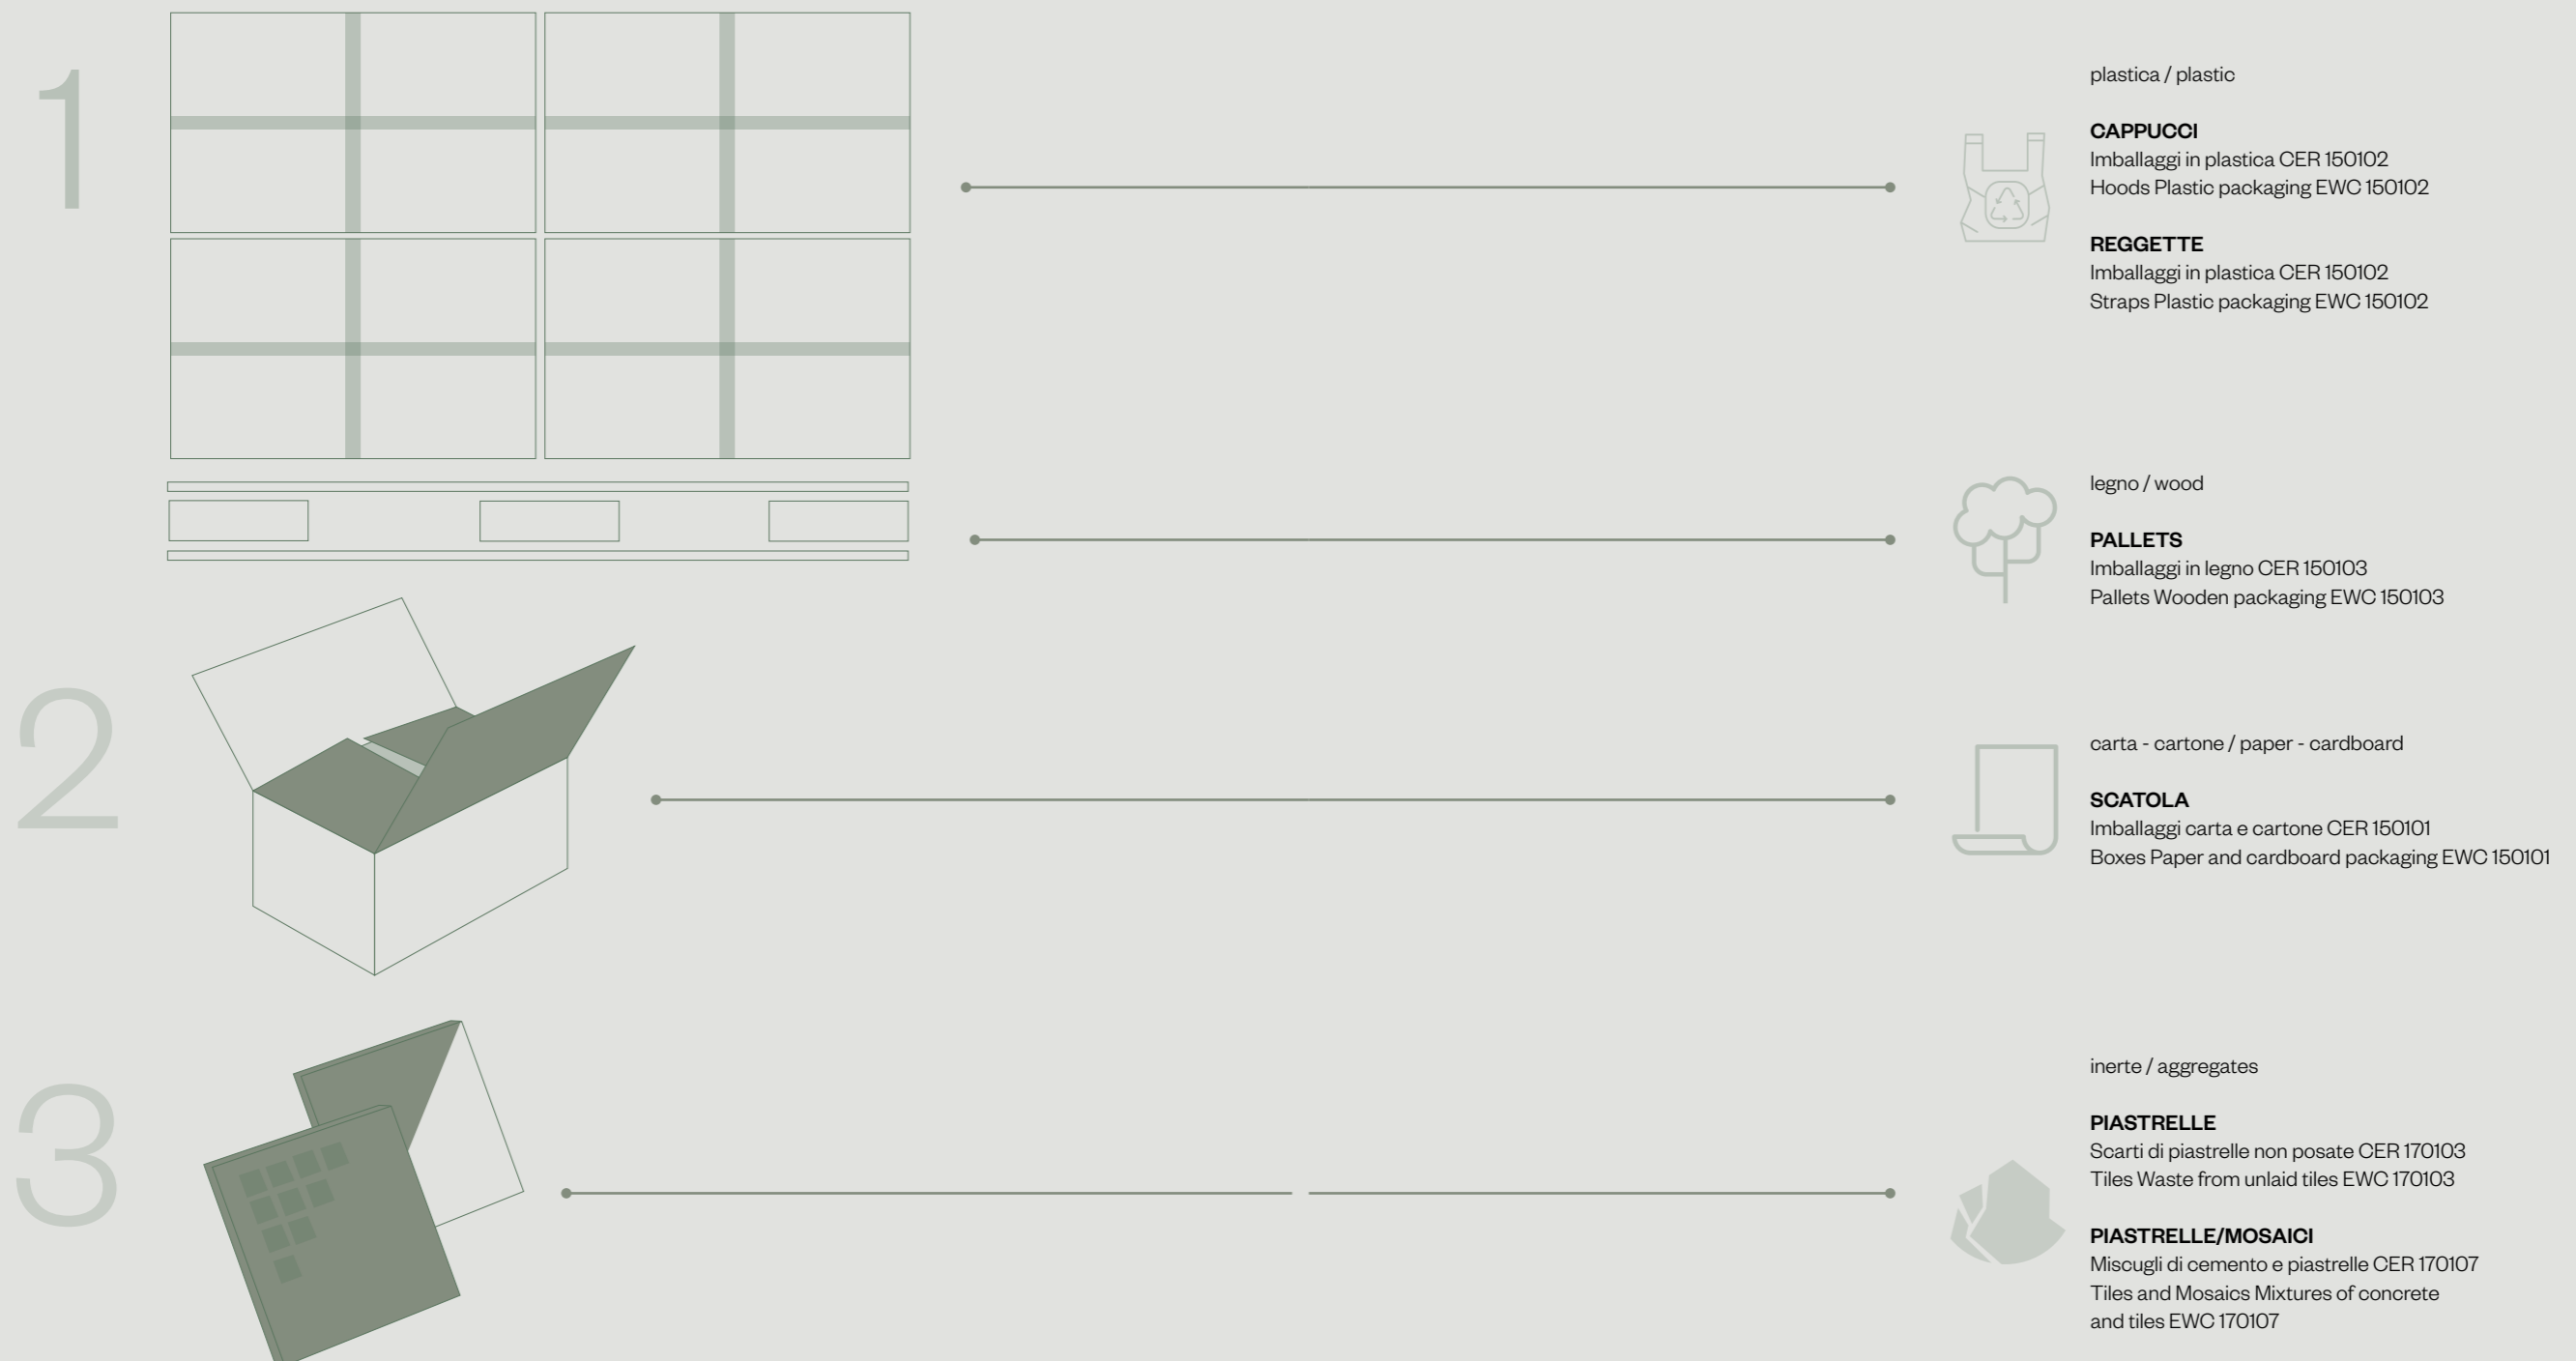 1
plastica / plastic
CAPPUCCI
Imballaggi in plastica CER 150102
Hoods Plastic packaging EWC 150102
REGGETTE
Imballaggi in plastica CER 150102
Straps Plastic packaging EWC 150102
legno / wood
PALLETS
Imballaggi in legno CER 150103
Pallets Wooden packaging EWC 150103
2
carta - cartone / paper - cardboard
SCATOLA
Imballaggi carta e cartone CER 150101
Boxes Paper and cardboard packaging EWC 150101
3
inerte / aggregates
PIASTRELLE
Scarti di piastrelle non posate CER 170103
Tiles Waste from unlaid tiles EWC 170103
PIASTRELLE/MOSAICI
Miscugli di cemento e piastrelle CER 170107
Tiles and Mosaics Mixtures of concrete
and tiles EWC 170107